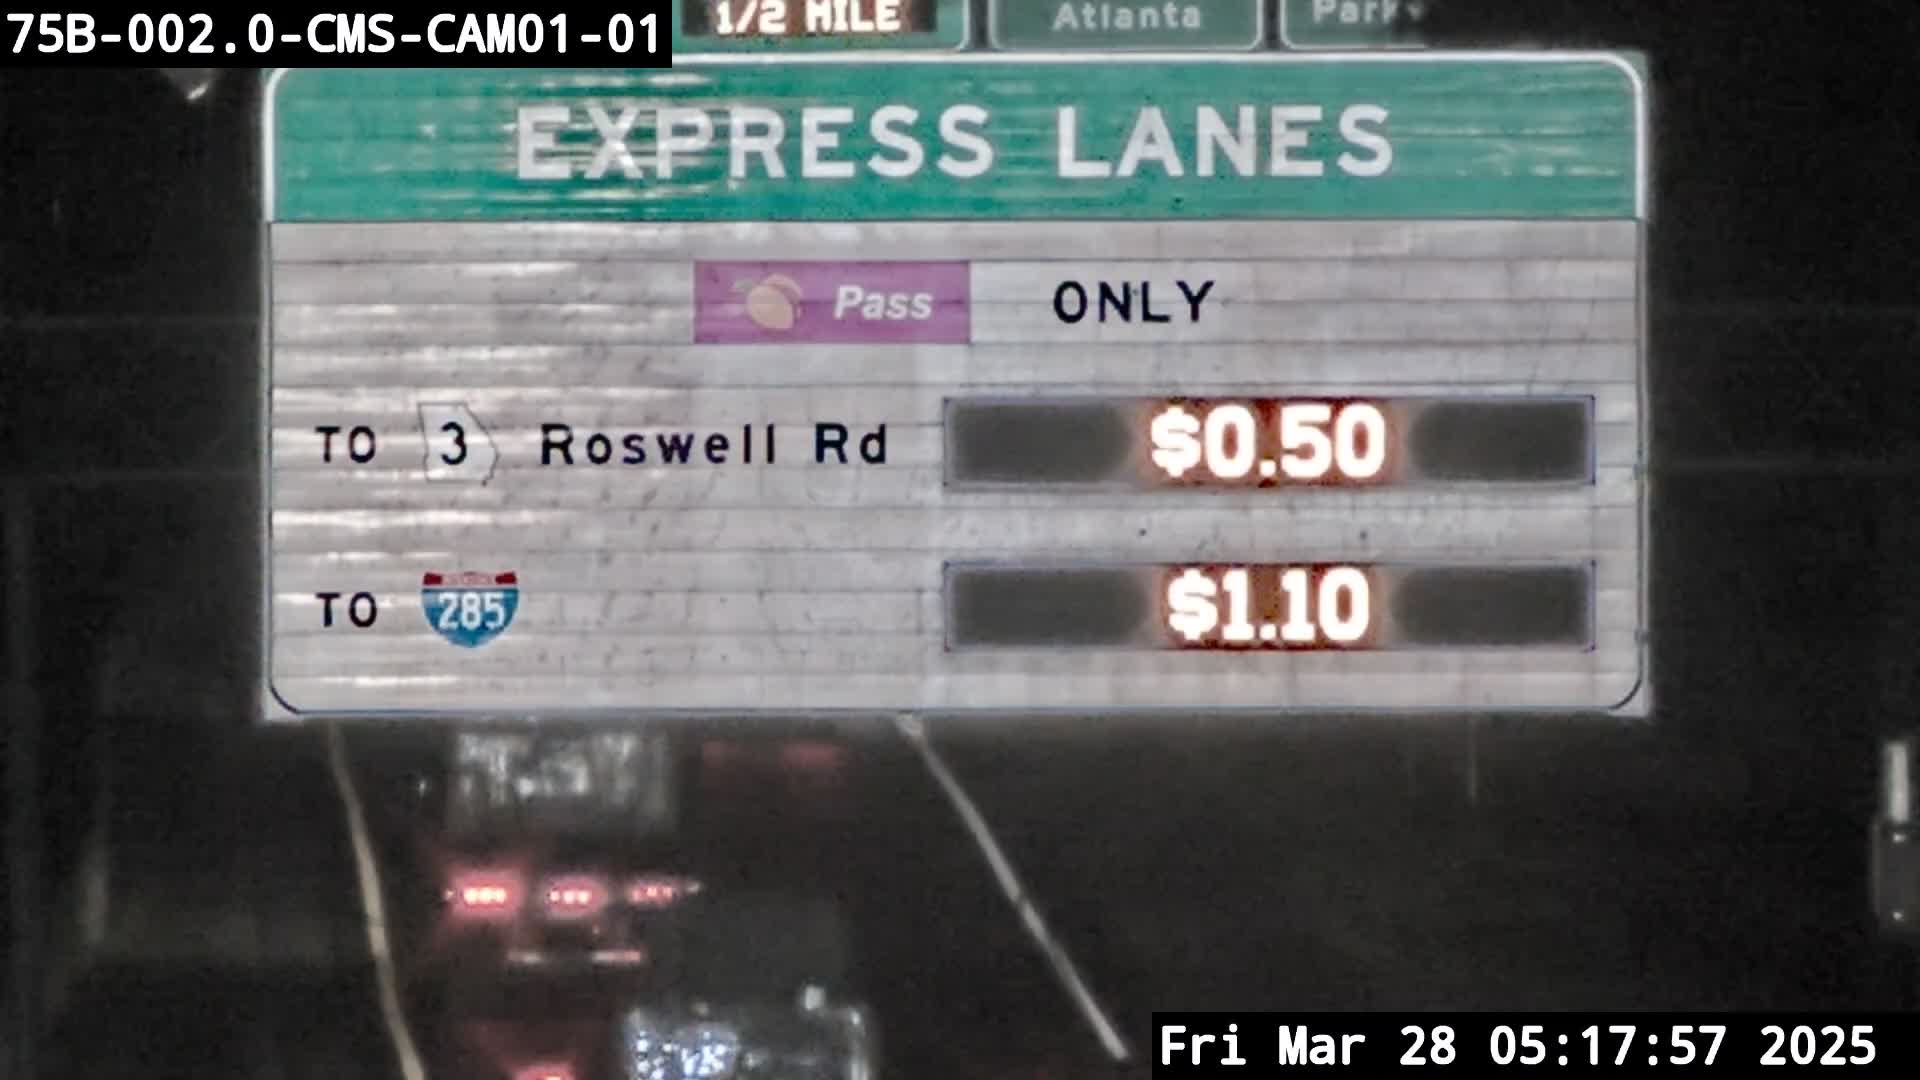 75B-002.0-CMS-CAM01-01
1/2 MILE
Atlanta
Park
EXPRESS LANES
Pass ONLY
TO 3 Roswell Rd $0.50
TO 285 $1.10
Fri Mar 28 05:17:57 2025